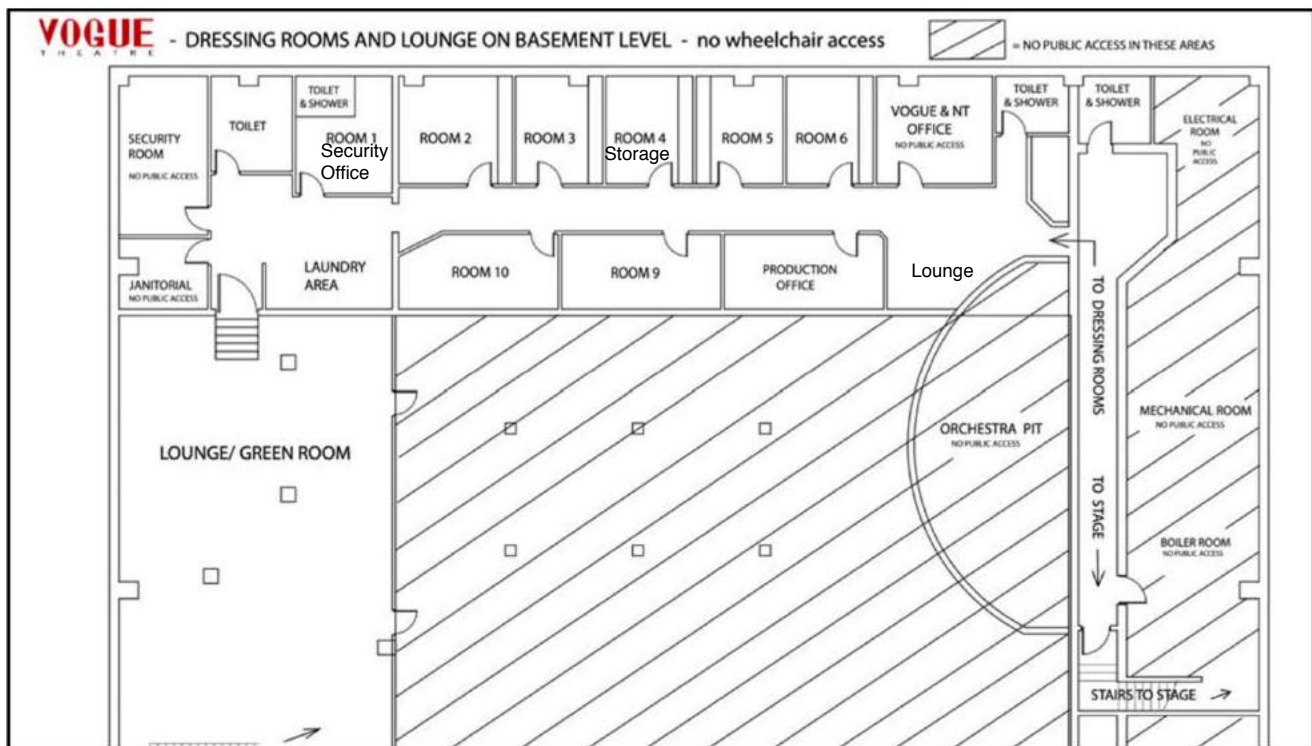 VOGUE
THEATRE
- DRESSING ROOMS AND LOUNGE ON BASEMENT LEVEL - no wheelchair access
= NO PUBLIC ACCESS IN THESE AREAS
SECURITY
ROOM
NO PUBLIC ACCESS
TOILET
TOILET
& SHOWER
ROOM 1
Security
Office
ROOM 2
ROOM 3
ROOM 4
Storage
ROOM 5
ROOM 6
VOGUE & NT
OFFICE
NO PUBLIC ACCESS
TOILET
& SHOWER
TOILET
& SHOWER
ELECTRICAL
ROOM
NO
PUBLIC
ACCESS
JANITORIAL
NO PUBLIC ACCESS
LAUNDRY
AREA
ROOM 10
ROOM 9
PRODUCTION
OFFICE
Lounge
TO DRESSING ROOMS
TO STAGE
LOUNGE/ GREEN ROOM
ORCHESTRA PIT
NO PUBLIC ACCESS
MECHANICAL ROOM
NO PUBLIC ACCESS
BOILER ROOM
NO PUBLIC ACCESS
STAIRS TO STAGE